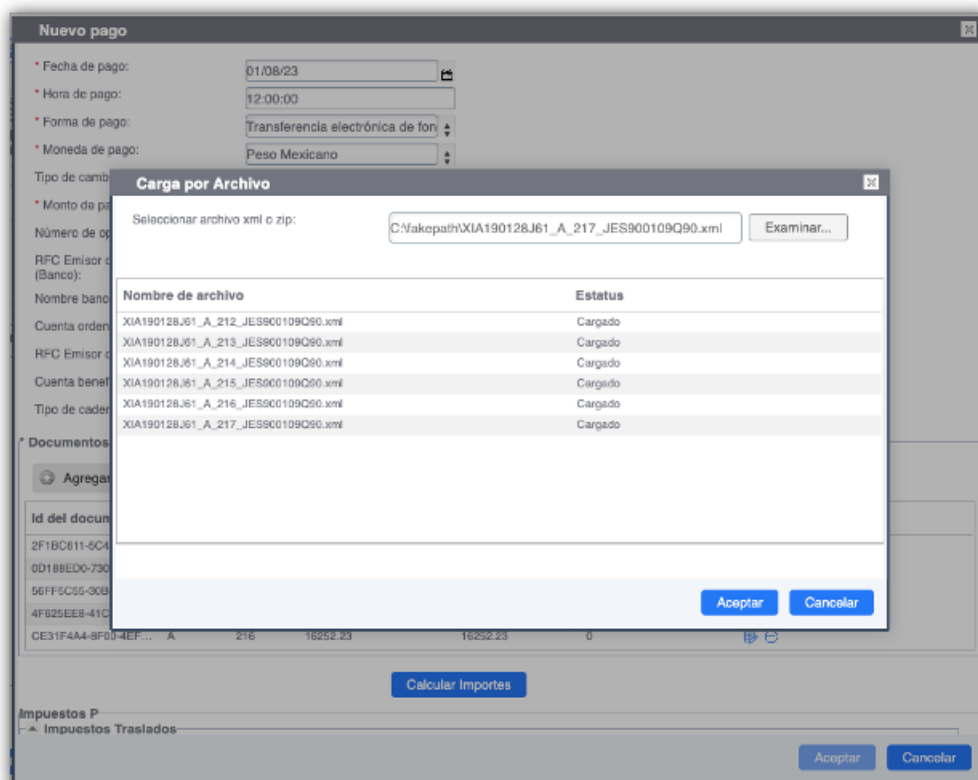 Nuevo pago
* Fecha de pago: 01/08/23
* Hora de pago: 12:00:00
* Forma de pago: Transferencia electrónica de fon
* Moneda de pago: Peso Mexicano
Tipo de camb
Carga por Archivo
* Monto de pa
Seleccionar archivo xml o zip: C:\fakepath\XIA190128J61_A_217_JES900109Q90.xml Examinar...
Número de op
RFC Emisor
(Banco):
Nombre banc
Nombre de archivo Estatus
Cuenta orden
XIA190128J61_A_212_JES900109Q90.xml Cargado
XIA190128J61_A_213_JES900109Q90.xml Cargado
RFC Emisor
XIA190128J61_A_214_JES900109Q90.xml Cargado
Cuenta benef
XIA190128J61_A_215_JES900109Q90.xml Cargado
Tipo de cader
XIA190128J61_A_216_JES900109Q90.xml Cargado
XIA190128J61_A_217_JES900109Q90.xml Cargado
* Documentos
Agregar
Id del docum
2F1BC611-5C4
0D188ED0-730
56FF5C55-30B
4F625EE8-41C
Aceptar Cancelar
CE31F4A4-8F00-4EF... A 216 16252.23 16252.23 0
Calcular Importes
Impuestos P
Impuestos Traslados
Aceptar Cancelar